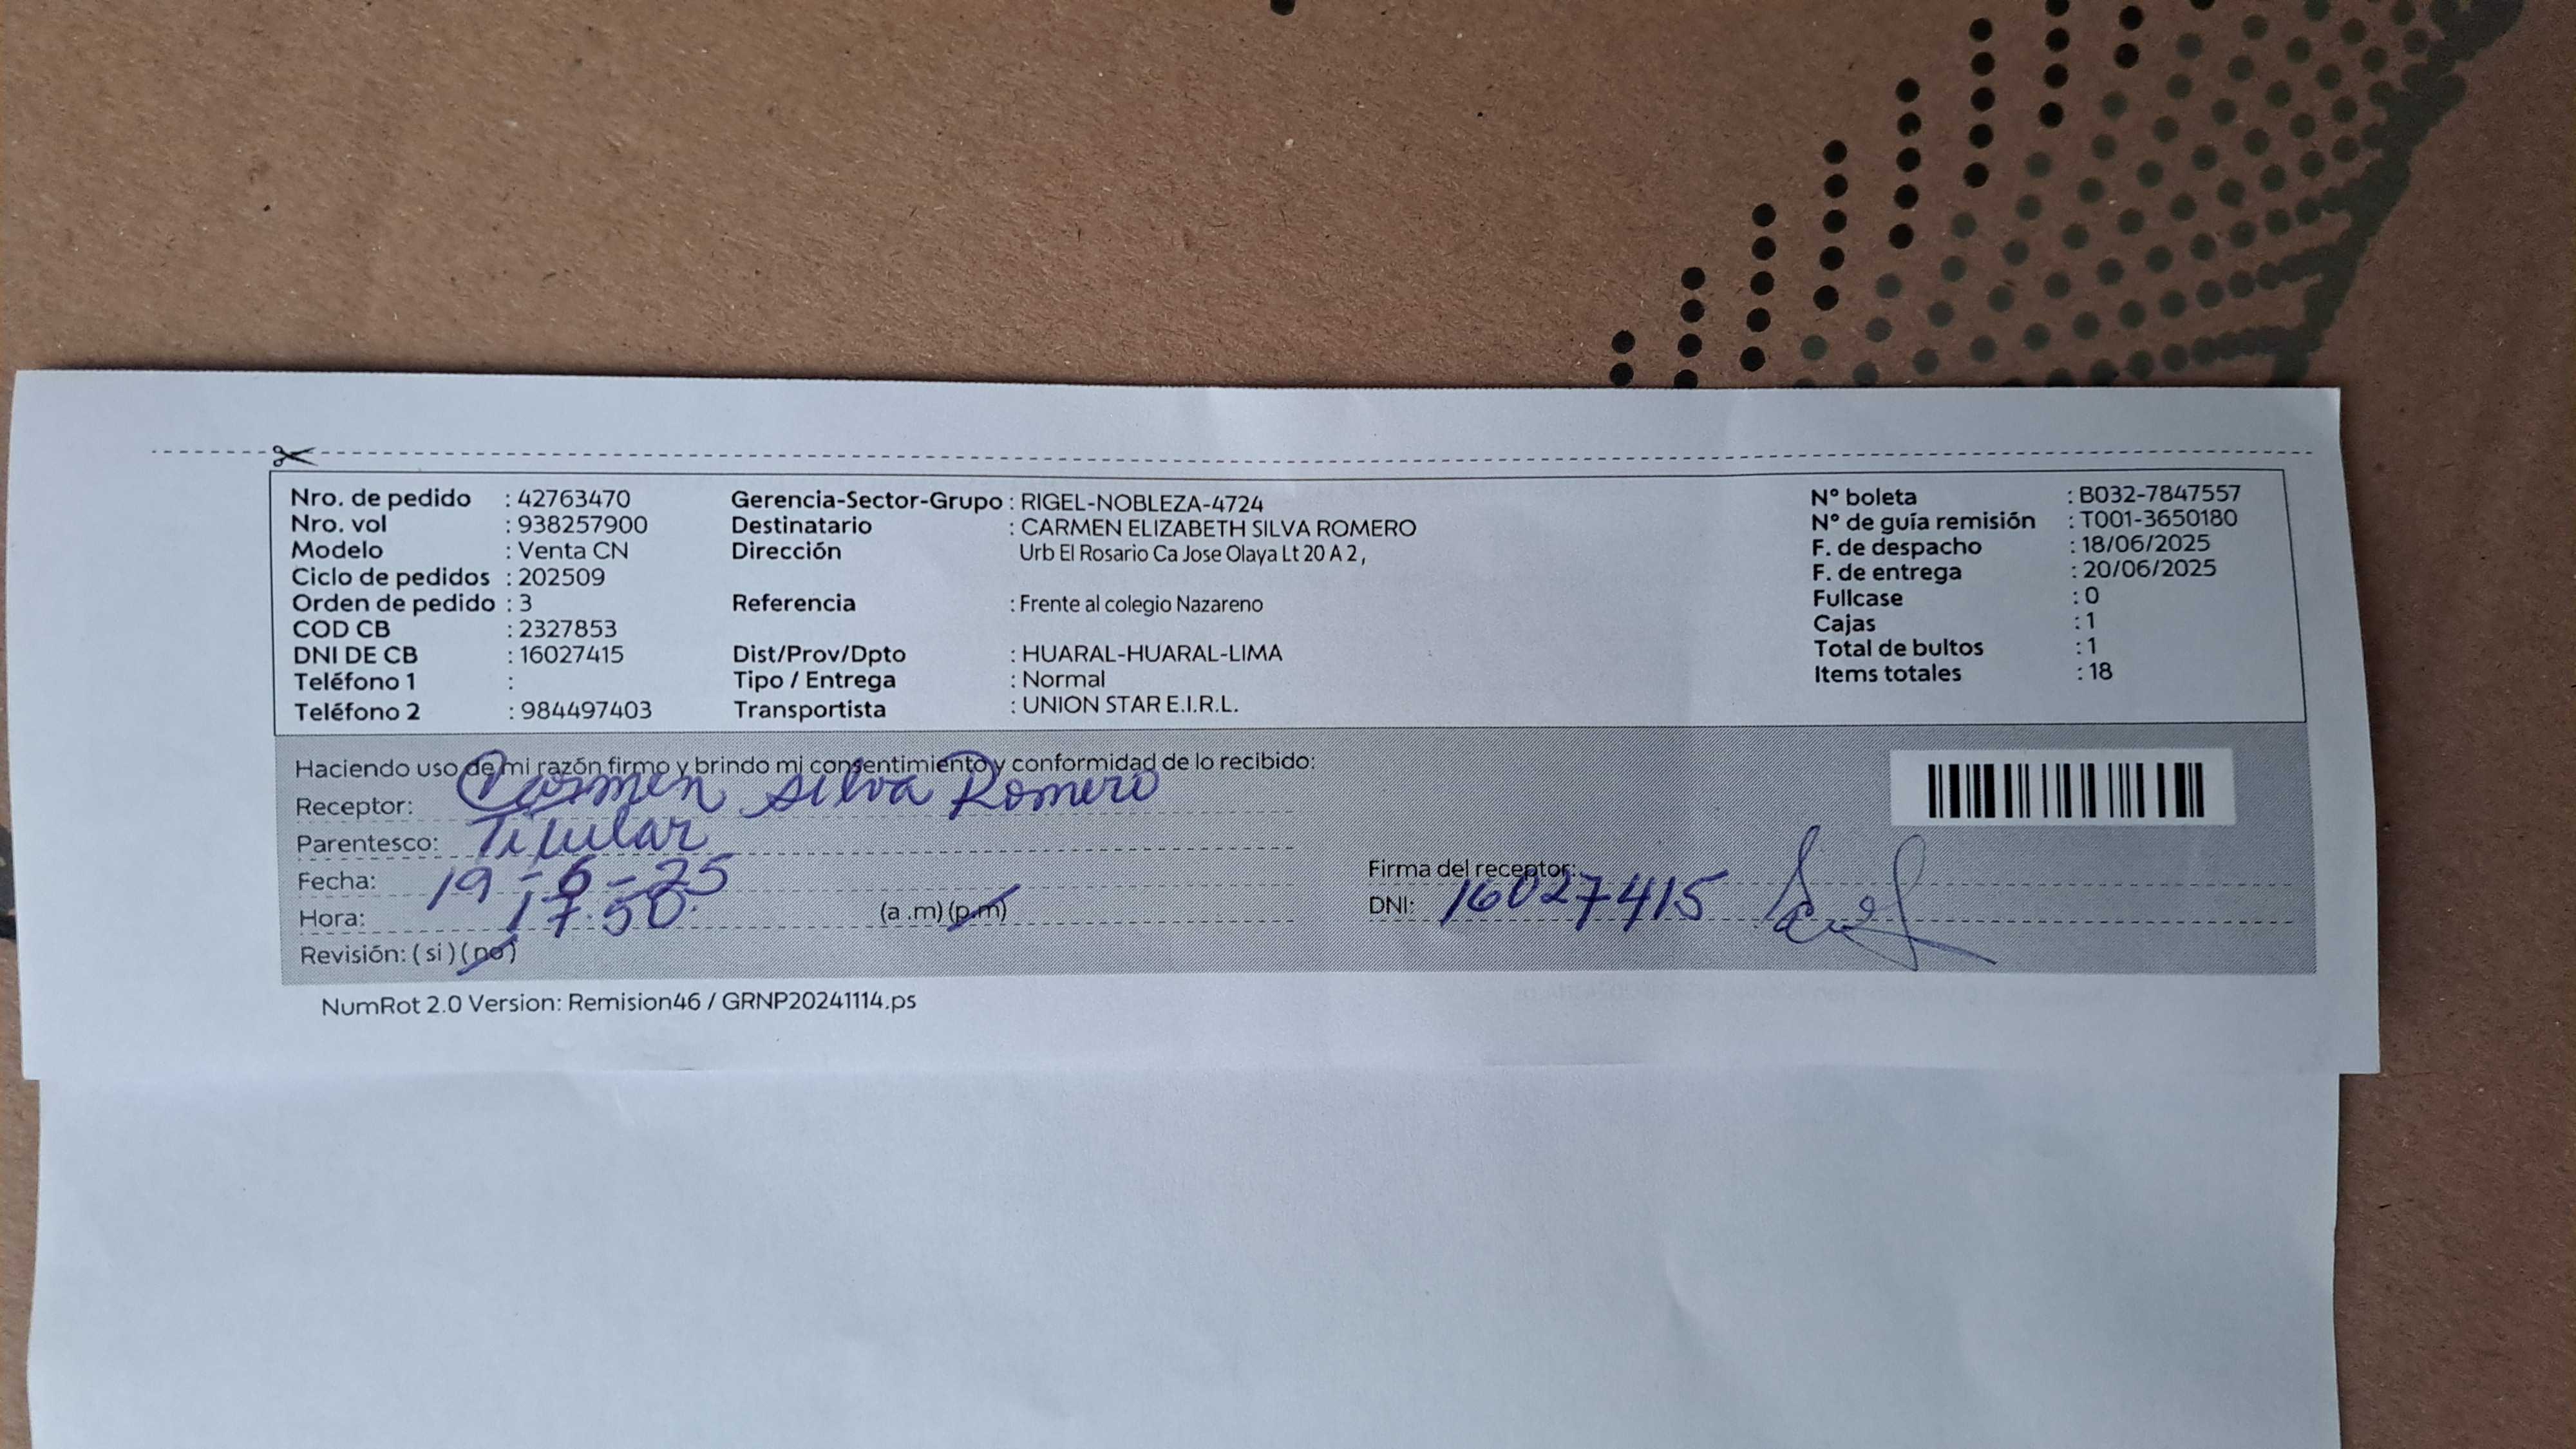 Nro. de pedido : 42763470
Nro. vol : 938257900
Modelo : Venta CN
Ciclo de pedidos : 202509
Orden de pedido : 3
COD CB : 2327853
DNI DE CB : 16027415
Teléfono 1 :
Teléfono 2 : 984497403
Gerencia-Sector-Grupo : RIGEL-NOBLEZA-4724
Destinatario : CARMEN ELIZABETH SILVA ROMERO
Dirección Urb El Rosario Ca Jose Olaya Lt 20 A 2,
Referencia : Frente al colegio Nazareno
Dist/Prov/Dpto : HUARAL-HUARAL-LIMA
Tipo / Entrega : Normal
Transportista : UNION STAR E.I.R.L.
Nº boleta : B032-7847557
Nº de guía remisión : T001-3650180
F. de despacho : 18/06/2025
F. de entrega : 20/06/2025
Fullcase : 0
Cajas : 1
Total de bultos : 1
Items totales : 18
Haciendo uso de mi razón firmo y brindo mi consentimiento y conformidad de lo recibido:
Receptor: Carmen Silva Romero
Parentesco: Titular
Fecha: 19-6-25
Hora: 17:50 (a .m) (p.m)
Revisión: ( si ) ( no )
Firma del receptor:
DNI: 16027415
NumRot 2.0 Version: Remision46 / GRNP20241114.ps